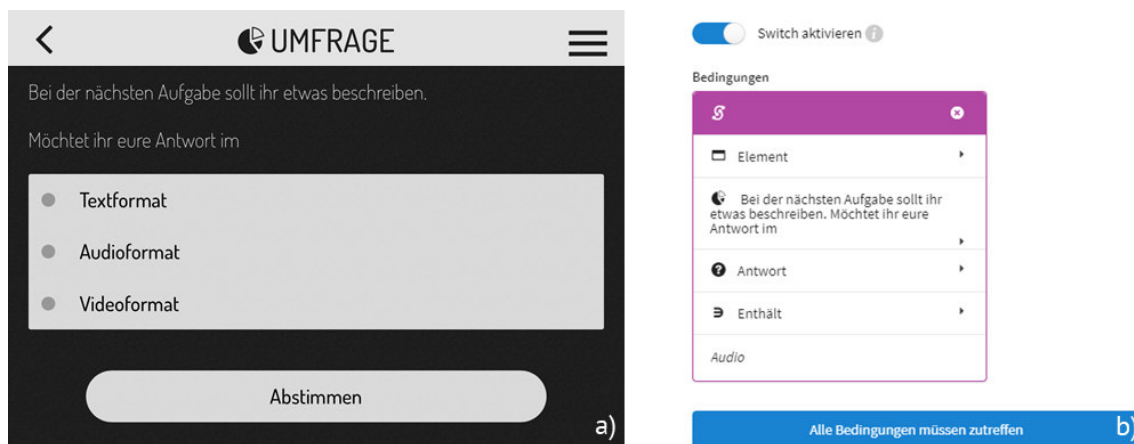 UMFRAGE
Bei der nächsten Aufgabe sollt ihr etwas beschreiben.
Möchtet ihr eure Antwort im
Textformat
Audioformat
Videoformat
Abstimmen
a)
Switch aktivieren
Bedingungen
Element
Bei der nächsten Aufgabe sollt ihr
etwas beschreiben. Möchtet ihr eure
Antwort im
Antwort
Enthält
Audio
Alle Bedingungen müssen zutreffen
b)